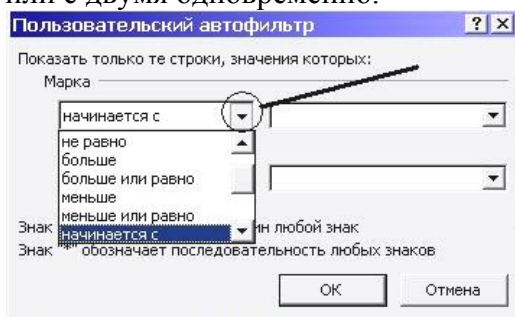 или с двумя одновременно.
Пользовательский автофильтр
Показать только те строки, значения которых:
Марка
начинается с
не равно
больше
больше или равно
меньше
меньше или равно
начинается с
Знак ин любой знак
Знак "*" обозначает последовательность любых знаков
ОК Отмена